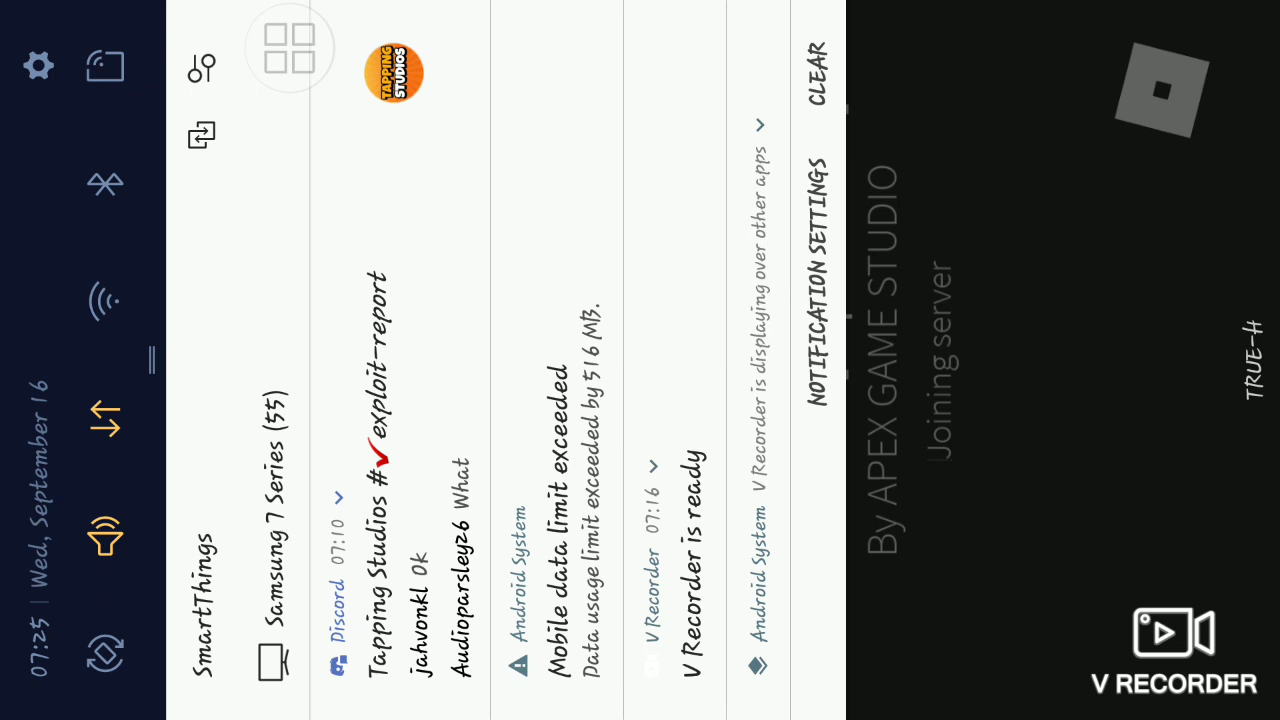 07:25 | Wed, September 16
SmartThings
Samsung 7 Series (55)
Discord 07:10
Tapping Studios #✔️exploit-report
jahvonkl Ok
Audioparsley26 What
TAPPING
STUDIOS
Android System
Mobile data limit exceeded
Data usage limit exceeded by 516 MB.
V Recorder 07:16
V Recorder is ready
Android System V Recorder is displaying over other apps
NOTIFICATION SETTINGS CLEAR
By APEX GAME STUDIO
Joining server
TRUE-H
V RECORDER